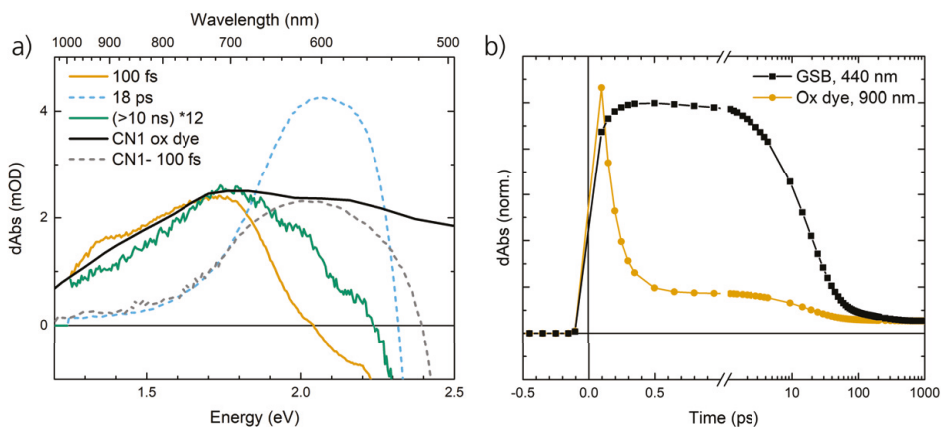 Wavelength (nm)
a)
1000 900 800 700 600 500
100 fs
18 ps
(>10 ns) *12
CN1 ox dye
CN1- 100 fs
dAbs (mOD)
4
2
0
1.5 2.0 2.5
Energy (eV)
b)
GSB, 440 nm
Ox dye, 900 nm
dAbs (norm.)
-0.5 0.0 0.5 10 100 1000
Time (ps)